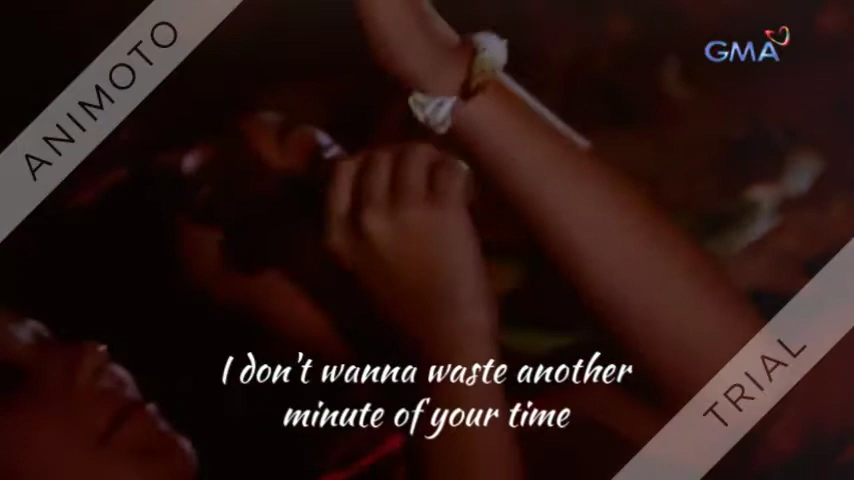 ANIMOTO
GMA
I don't wanna waste another
minute of your time
TRIAL